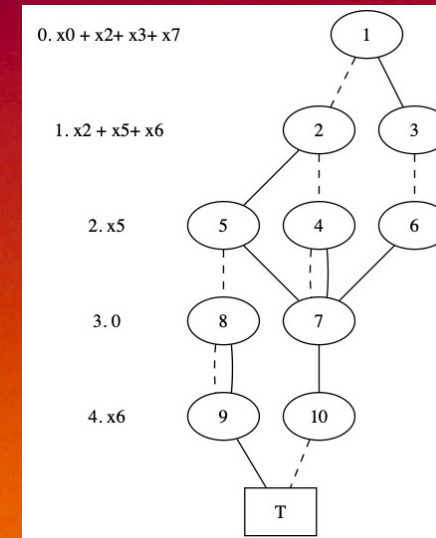 0. x0 + x2+ x3+ x7 1
1. x2 + x5+ x6 2 3
2. x5 5 4 6
3. 0 8 7
4. x6 9 10
T